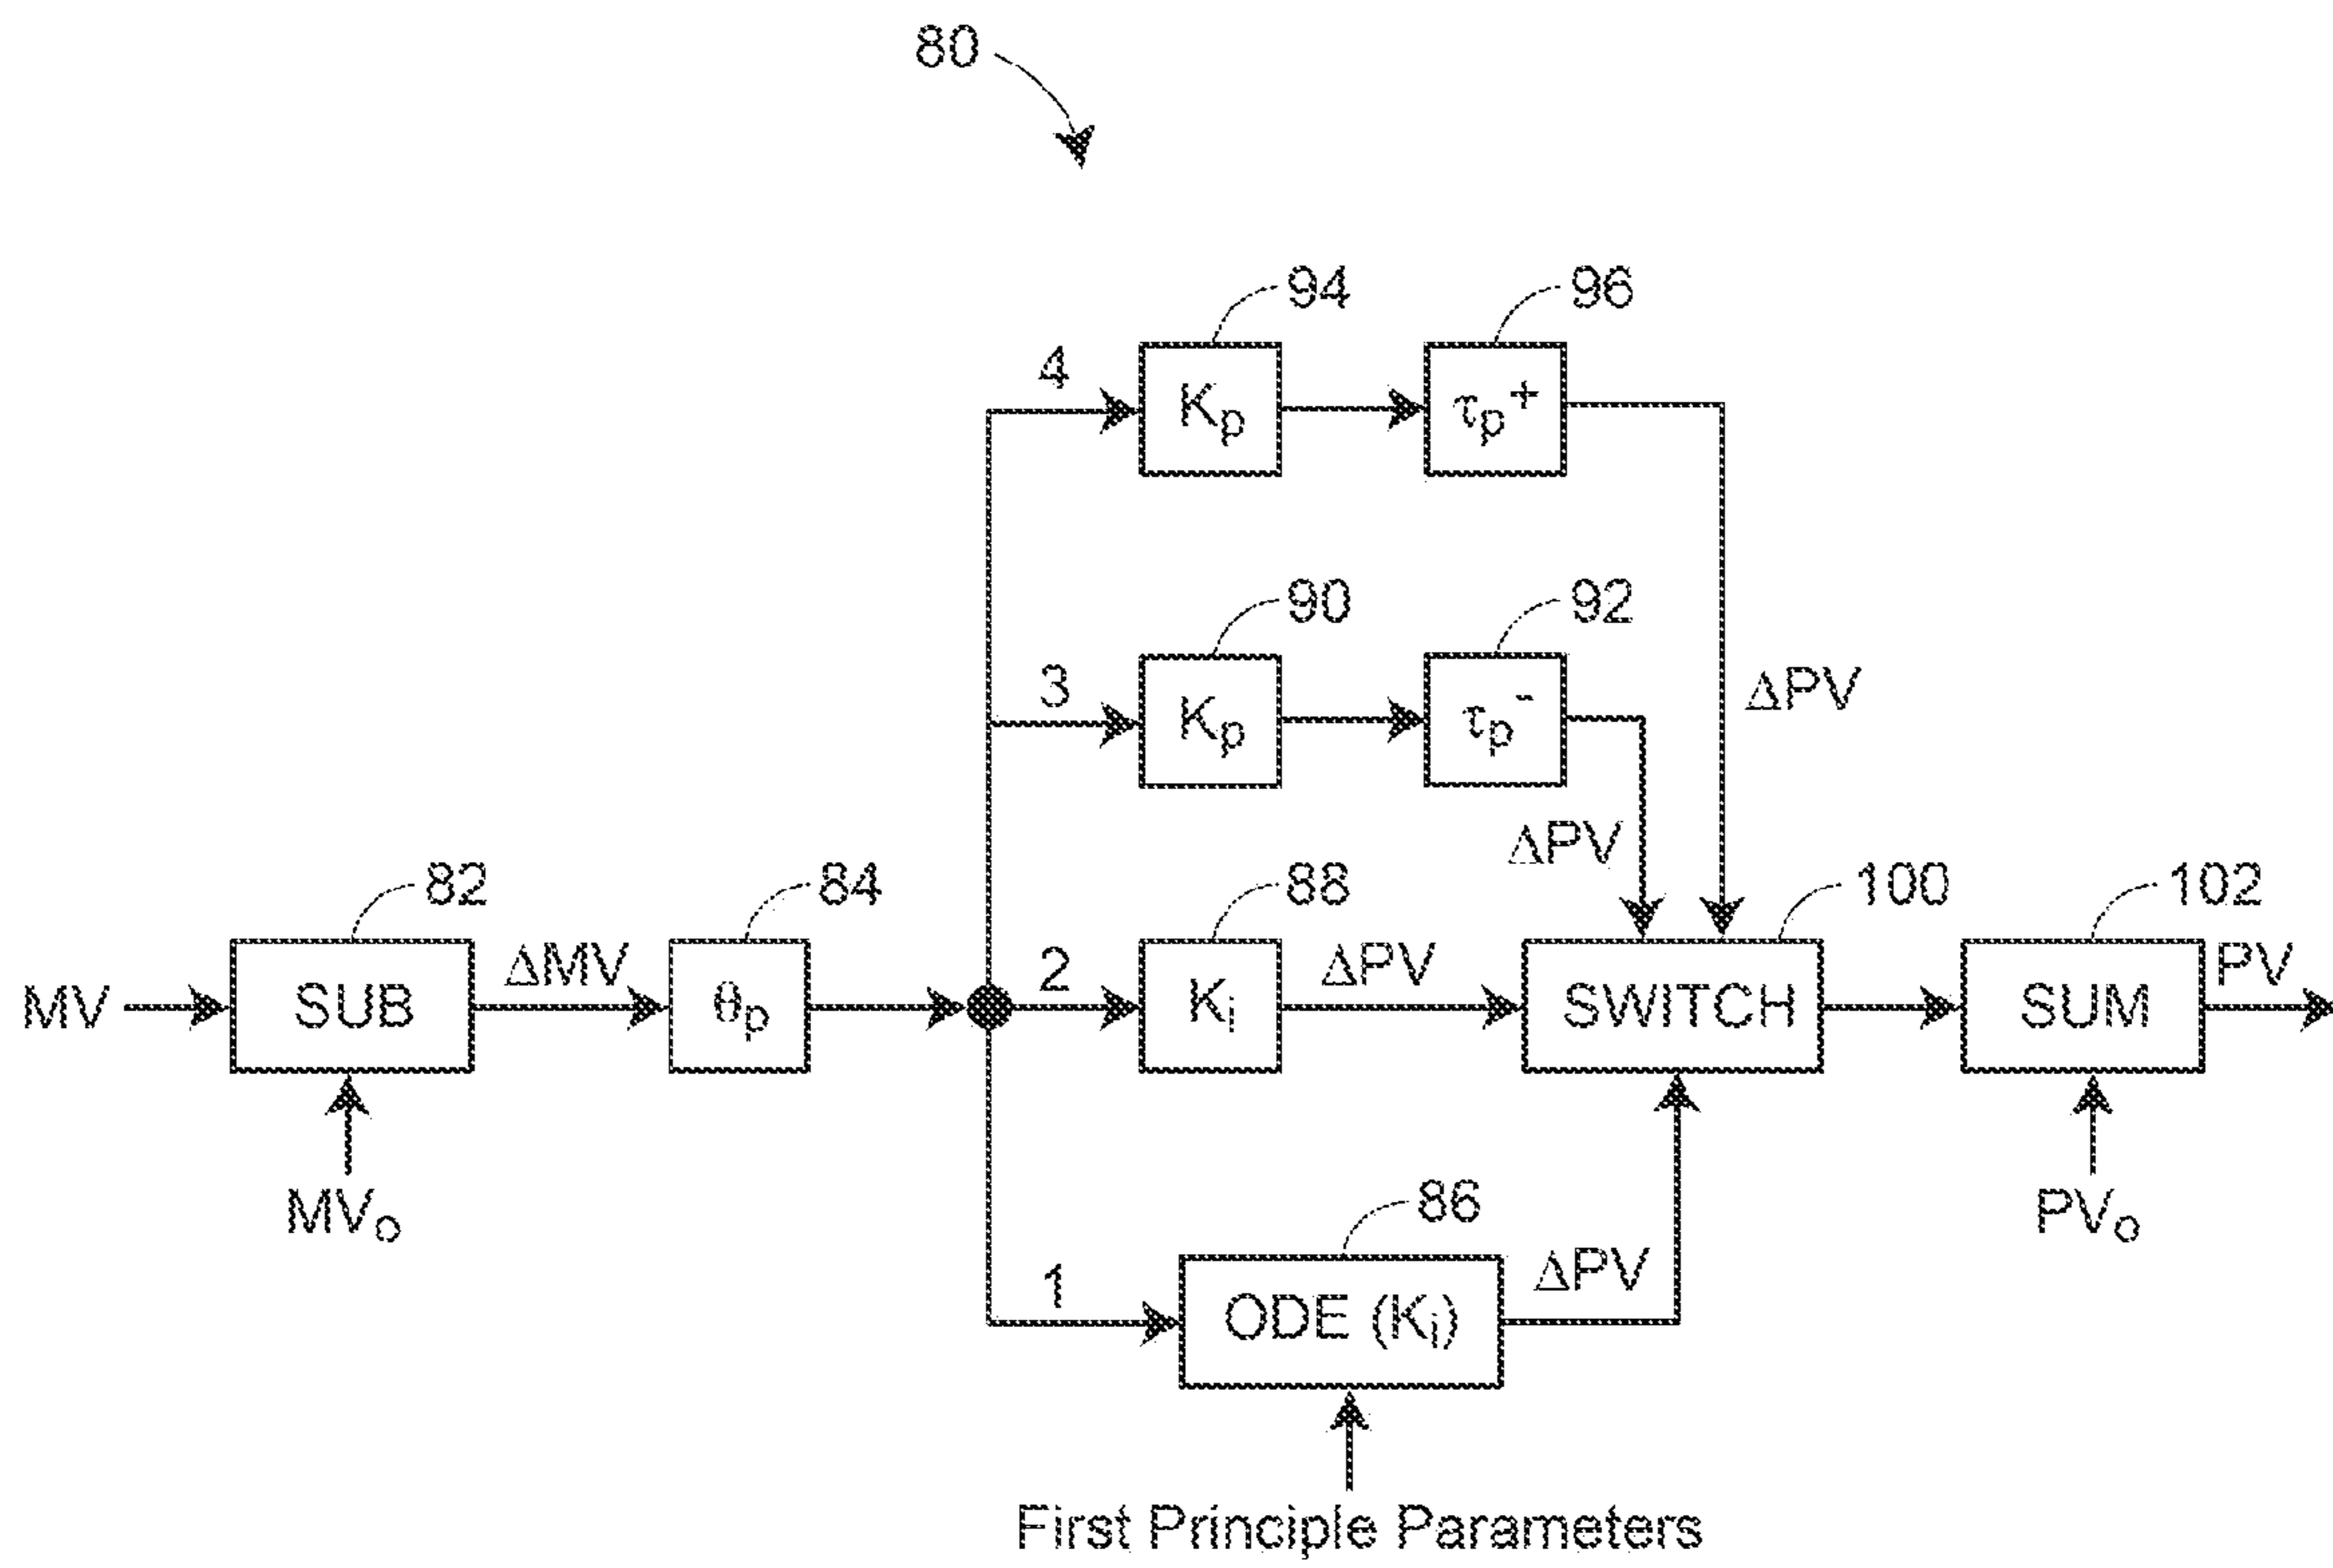 80
94
96
4
Kp
τp+
90
92
3
Kp
τp-
ΔPV
ΔPV
82
84
88
100
102
MV
SUB
ΔMV
θp
2
Ki
ΔPV
SWITCH
SUM
PV
MVo
PVo
86
1
ODE (Ki)
ΔPV
First Principle Parameters